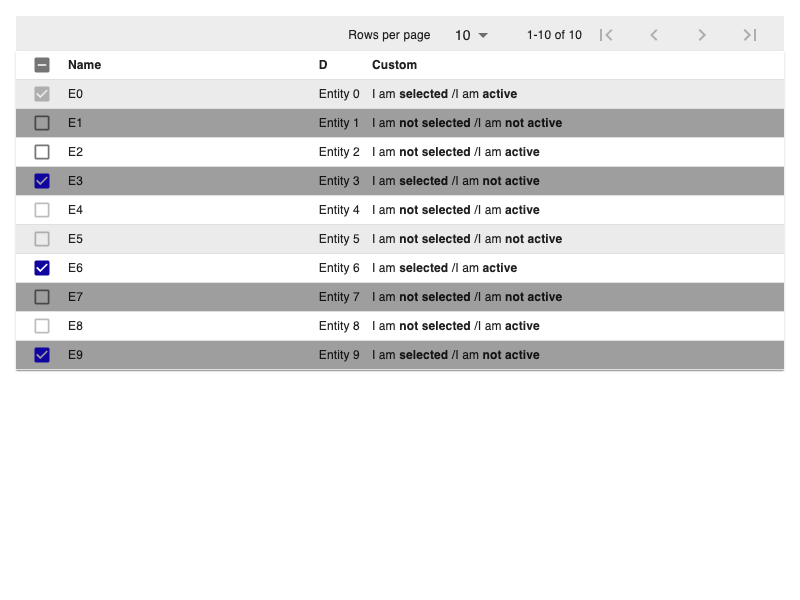 Rows per page 10 1-10 of 10
Name D Custom
E0 Entity 0 I am selected /I am active
E1 Entity 1 I am not selected /I am not active
E2 Entity 2 I am not selected /I am active
E3 Entity 3 I am selected /I am not active
E4 Entity 4 I am not selected /I am active
E5 Entity 5 I am not selected /I am not active
E6 Entity 6 I am selected /I am active
E7 Entity 7 I am not selected /I am not active
E8 Entity 8 I am not selected /I am active
E9 Entity 9 I am selected /I am not active